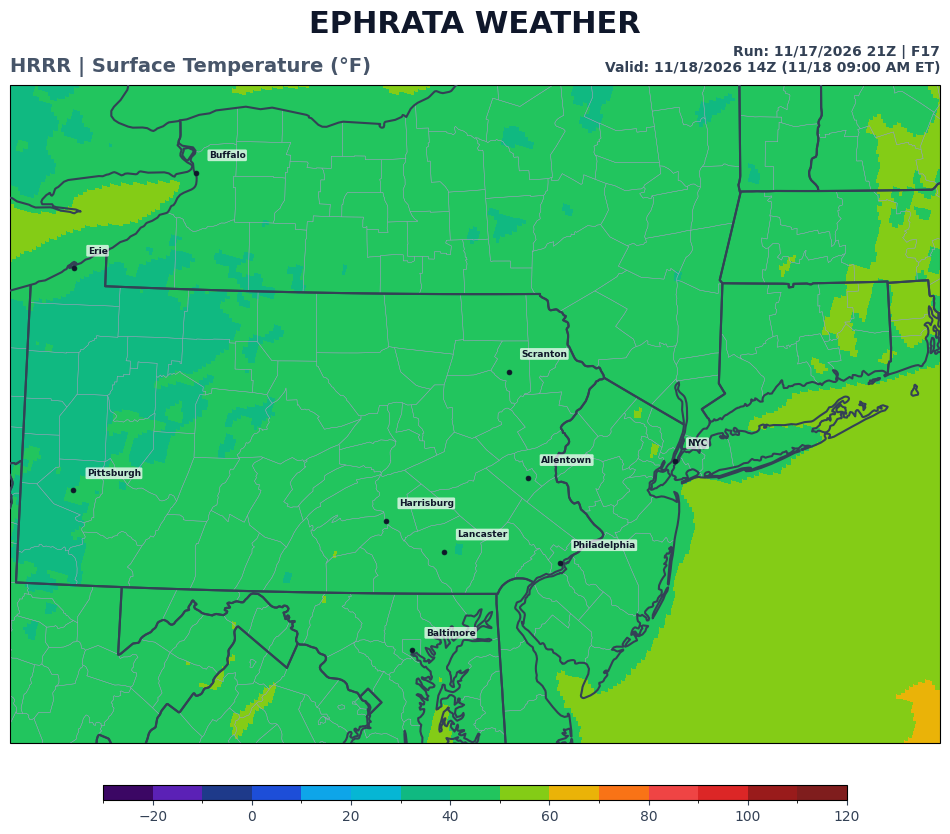 EPHRATA WEATHER
HRRR | Surface Temperature (°F)
Run: 11/17/2026 21Z | F17
Valid: 11/18/2026 14Z (11/18 09:00 AM ET)
Buffalo
Erie
Scranton
NYC
Allentown
Pittsburgh
Harrisburg
Lancaster
Philadelphia
Baltimore
−20 0 20 40 60 80 100 120